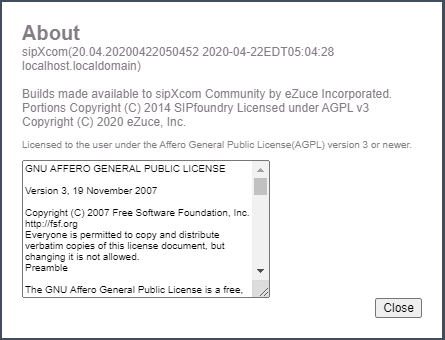 About
sipXcom(20.04.20200422050452 2020-04-22EDT05:04:28
localhost.localdomain)
Builds made available to sipXcom Community by eZuce Incorporated.
Portions Copyright (C) 2014 SIPfoundry Licensed under AGPL v3
Copyright (C) 2020 eZuce, Inc.
Licensed to the user under the Affero General Public License(AGPL) version 3 or newer.
GNU AFFERO GENERAL PUBLIC LICENSE
Version 3, 19 November 2007
Copyright (C) 2007 Free Software Foundation, Inc.
http://fsf.org
Everyone is permitted to copy and distribute
verbatim copies of this license document, but
changing it is not allowed.
Preamble
The GNU Affero General Public License is a free,
Close